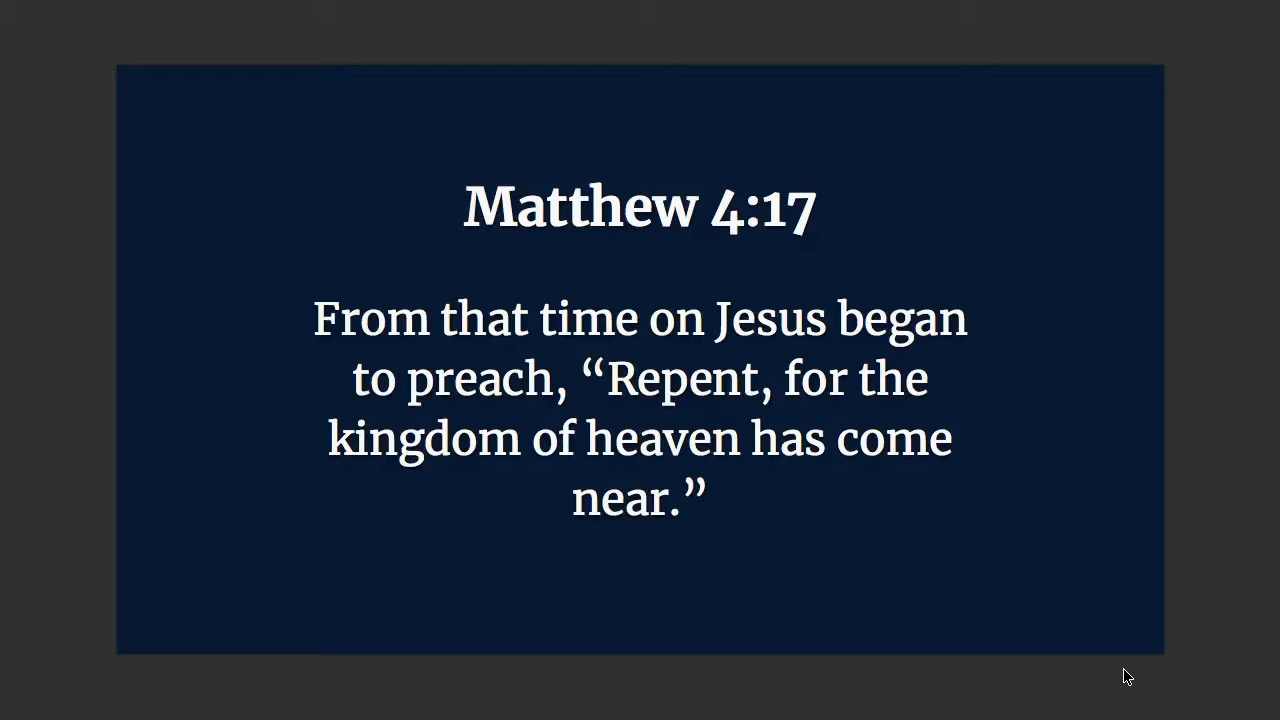 Matthew 4:17
From that time on Jesus began
to preach, “Repent, for the
kingdom of heaven has come
near.”